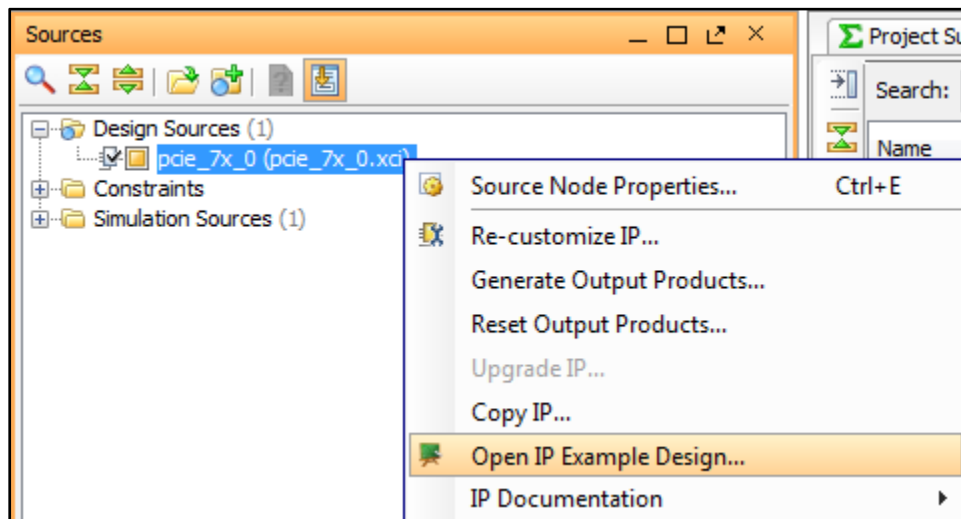 Sources
Project Su
Search:
Name
Design Sources (1)
pcie_7x_0 (pcie_7x_0.xci)
Constraints
Simulation Sources (1)
Source Node Properties... Ctrl+E
Re-customize IP...
Generate Output Products...
Reset Output Products...
Upgrade IP...
Copy IP...
Open IP Example Design...
IP Documentation